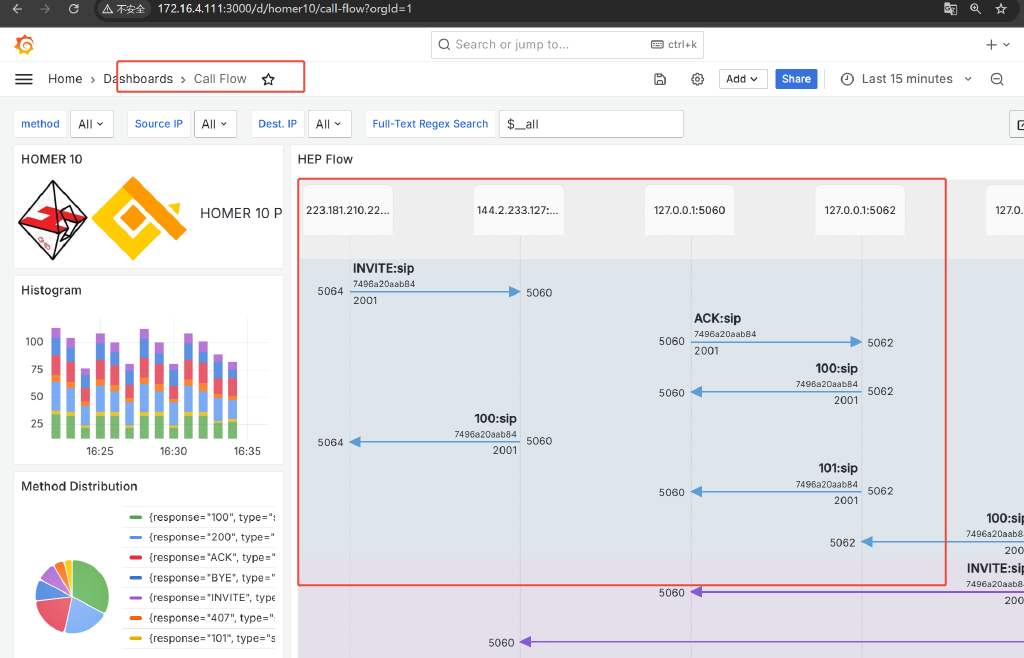 不安全 172.16.4.111:3000/d/homer10/call-flow?orgId=1
Search or jump to... ctrl+k
Home › Dashboards › Call Flow Add Share Last 15 minutes
method All Source IP All Dest. IP All Full-Text Regex Search $__all
HOMER 10
HOMER 10 P
Histogram
100
75
50
25
16:25 16:30 16:35
Method Distribution
{response="100", type="s
{response="200", type="
{response="ACK", type="
{response="BYE", type="s
{response="INVITE", type
{response="407", type="s
{response="101", type="s
HEP Flow
223.181.210.22... 144.2.233.127:... 127.0.0.1:5060 127.0.0.1:5062 127.0.
INVITE:sip
7496a20aab84
5064 5060
2001
ACK:sip
7496a20aab84
5060 5062
2001
100:sip
7496a20aab84
5060 5062
2001
100:sip
7496a20aab84
5064 5060
2001
101:sip
7496a20aab84
5060 5062
2001
100:sip
7496a20aab8
5062
200
INVITE:sip
7496a20aab8
5060
200
5060